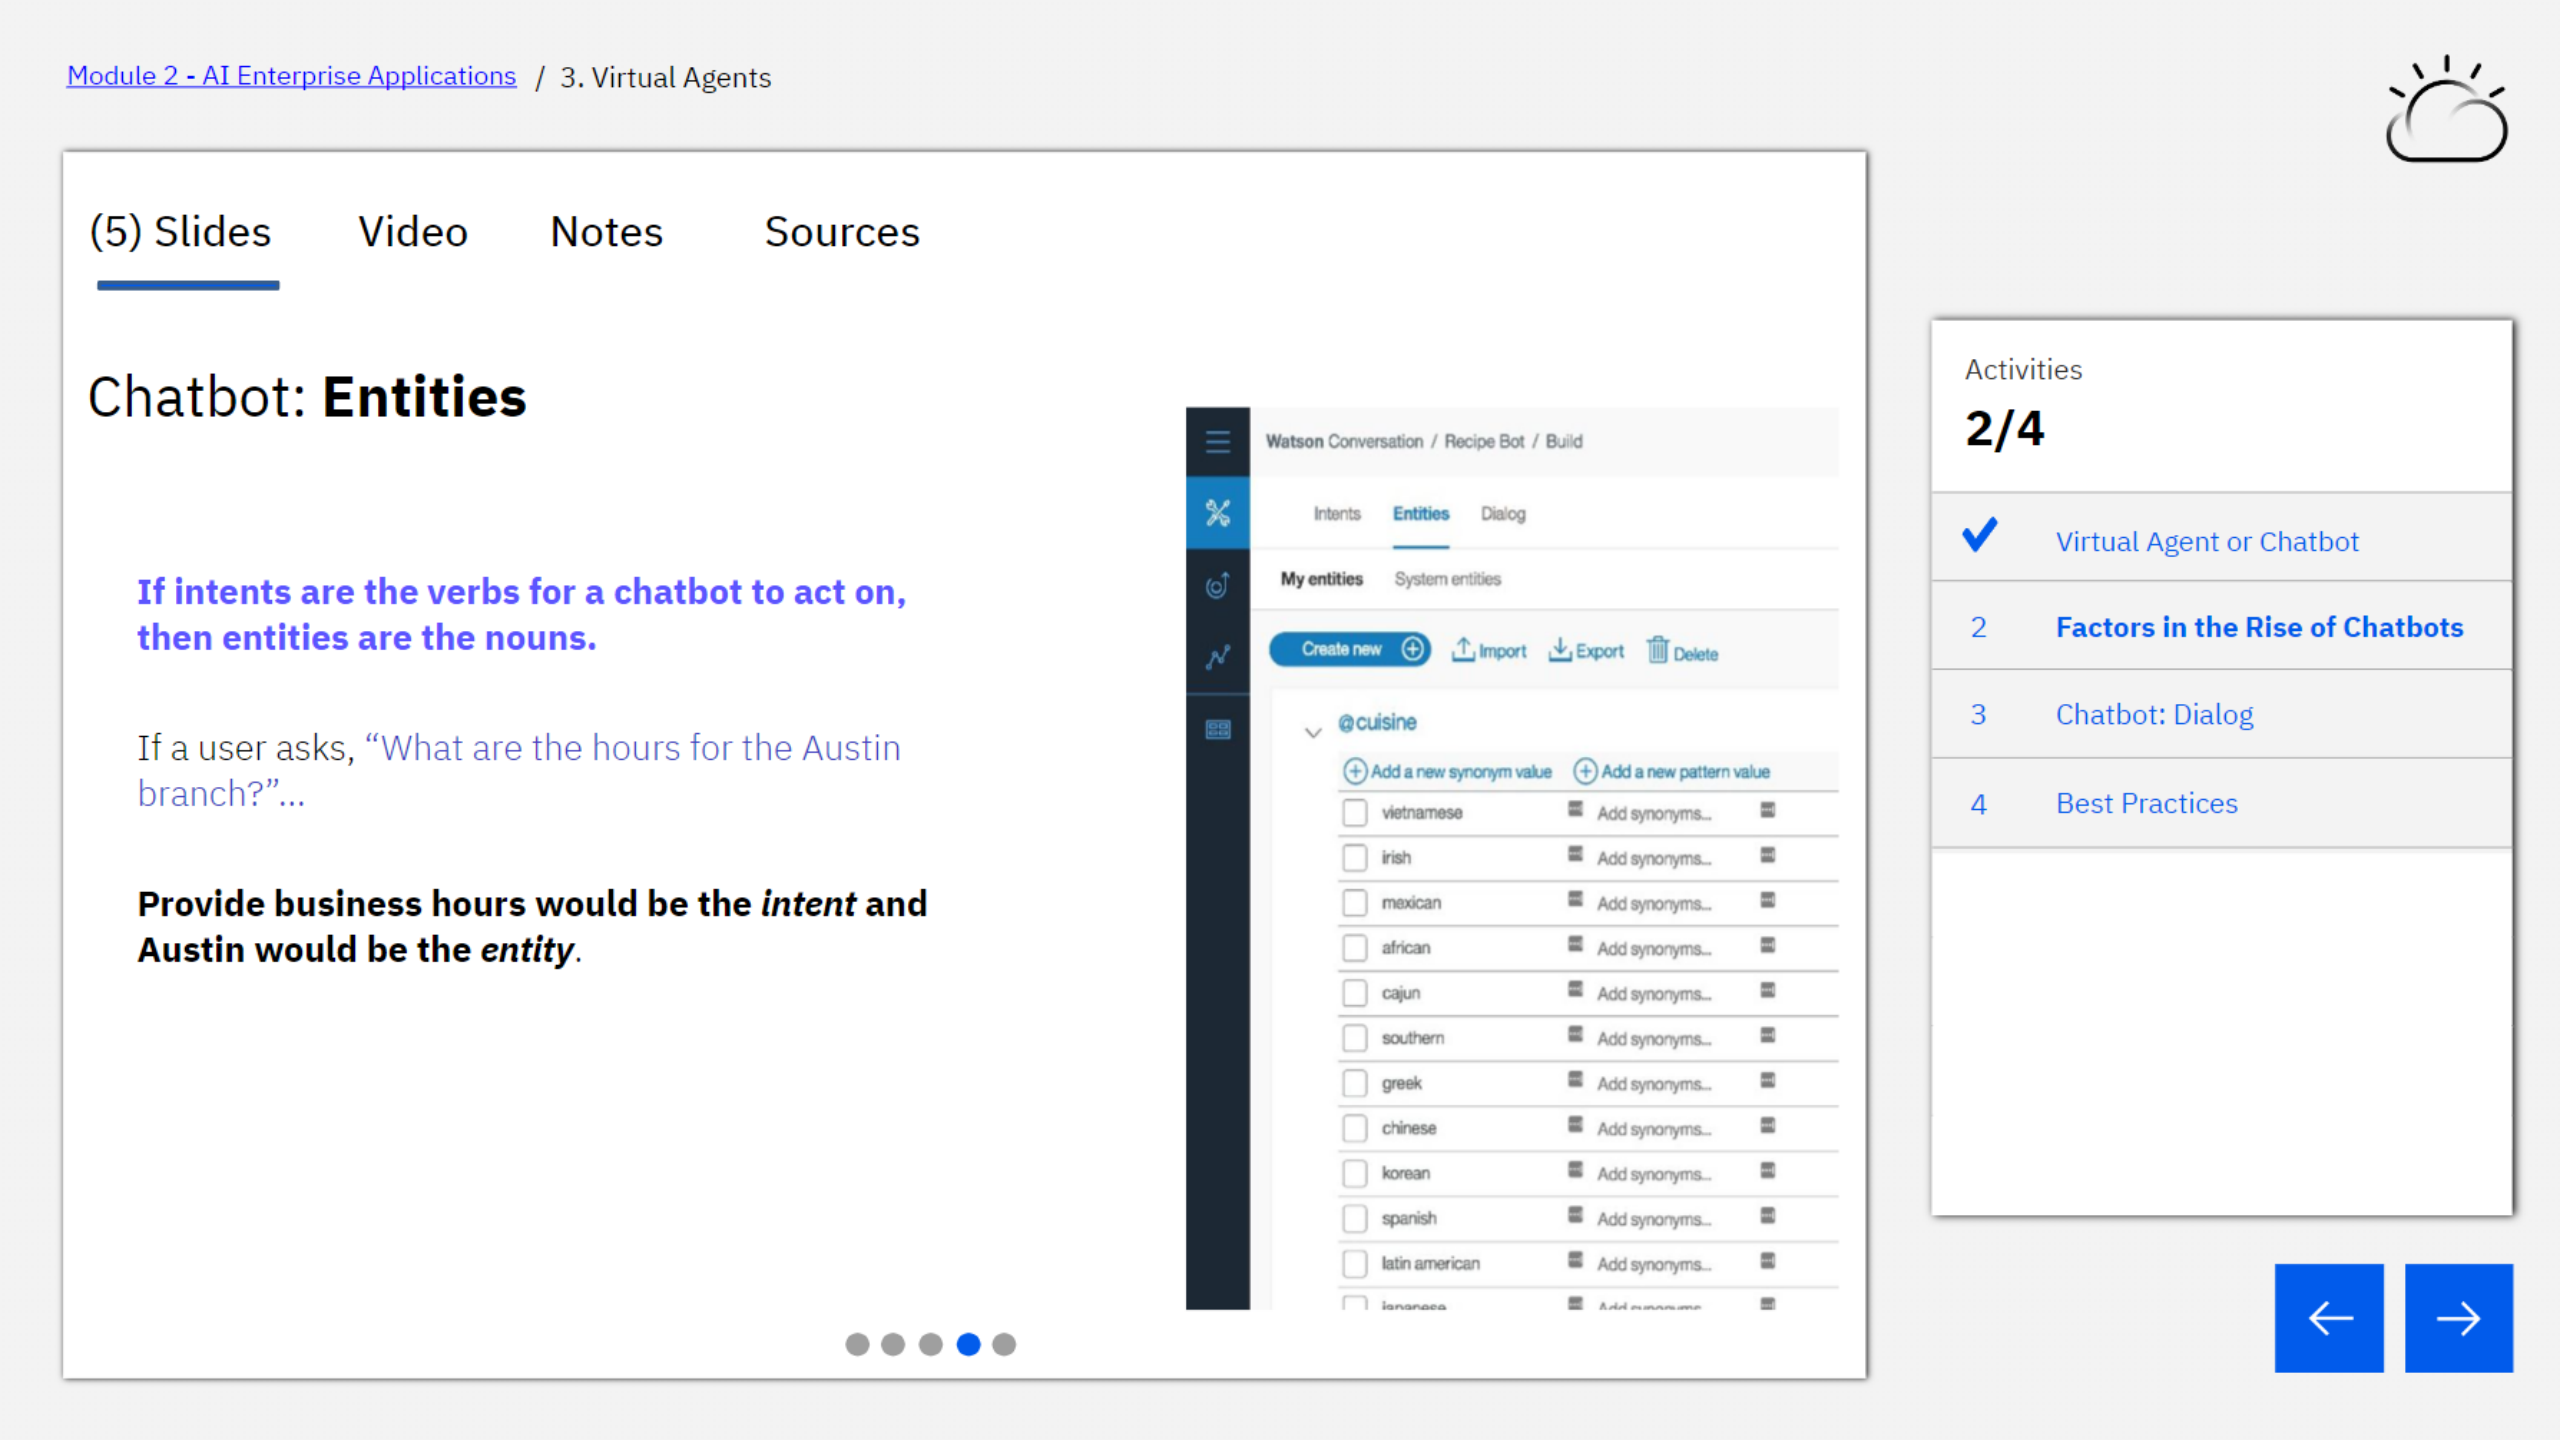 Module 2 - AI Enterprise Applications / 3. Virtual Agents
(5) Slides Video Notes Sources
Chatbot: Entities
If intents are the verbs for a chatbot to act on,
then entities are the nouns.
If a user asks, “What are the hours for the Austin
branch?”...
Provide business hours would be the intent and
Austin would be the entity.
Watson Conversation / Recipe Bot / Build
Intents Entities Dialog
My entities System entities
Create new Import Export Delete
@cuisine
Add a new synonym value Add a new pattern value
vietnamese Add synonyms...
irish Add synonyms...
mexican Add synonyms...
african Add synonyms...
cajun Add synonyms...
southern Add synonyms...
greek Add synonyms...
chinese Add synonyms...
korean Add synonyms...
spanish Add synonyms...
latin american Add synonyms...
japanese Add synonyms
Activities
2/4
Virtual Agent or Chatbot
2 Factors in the Rise of Chatbots
3 Chatbot: Dialog
4 Best Practices